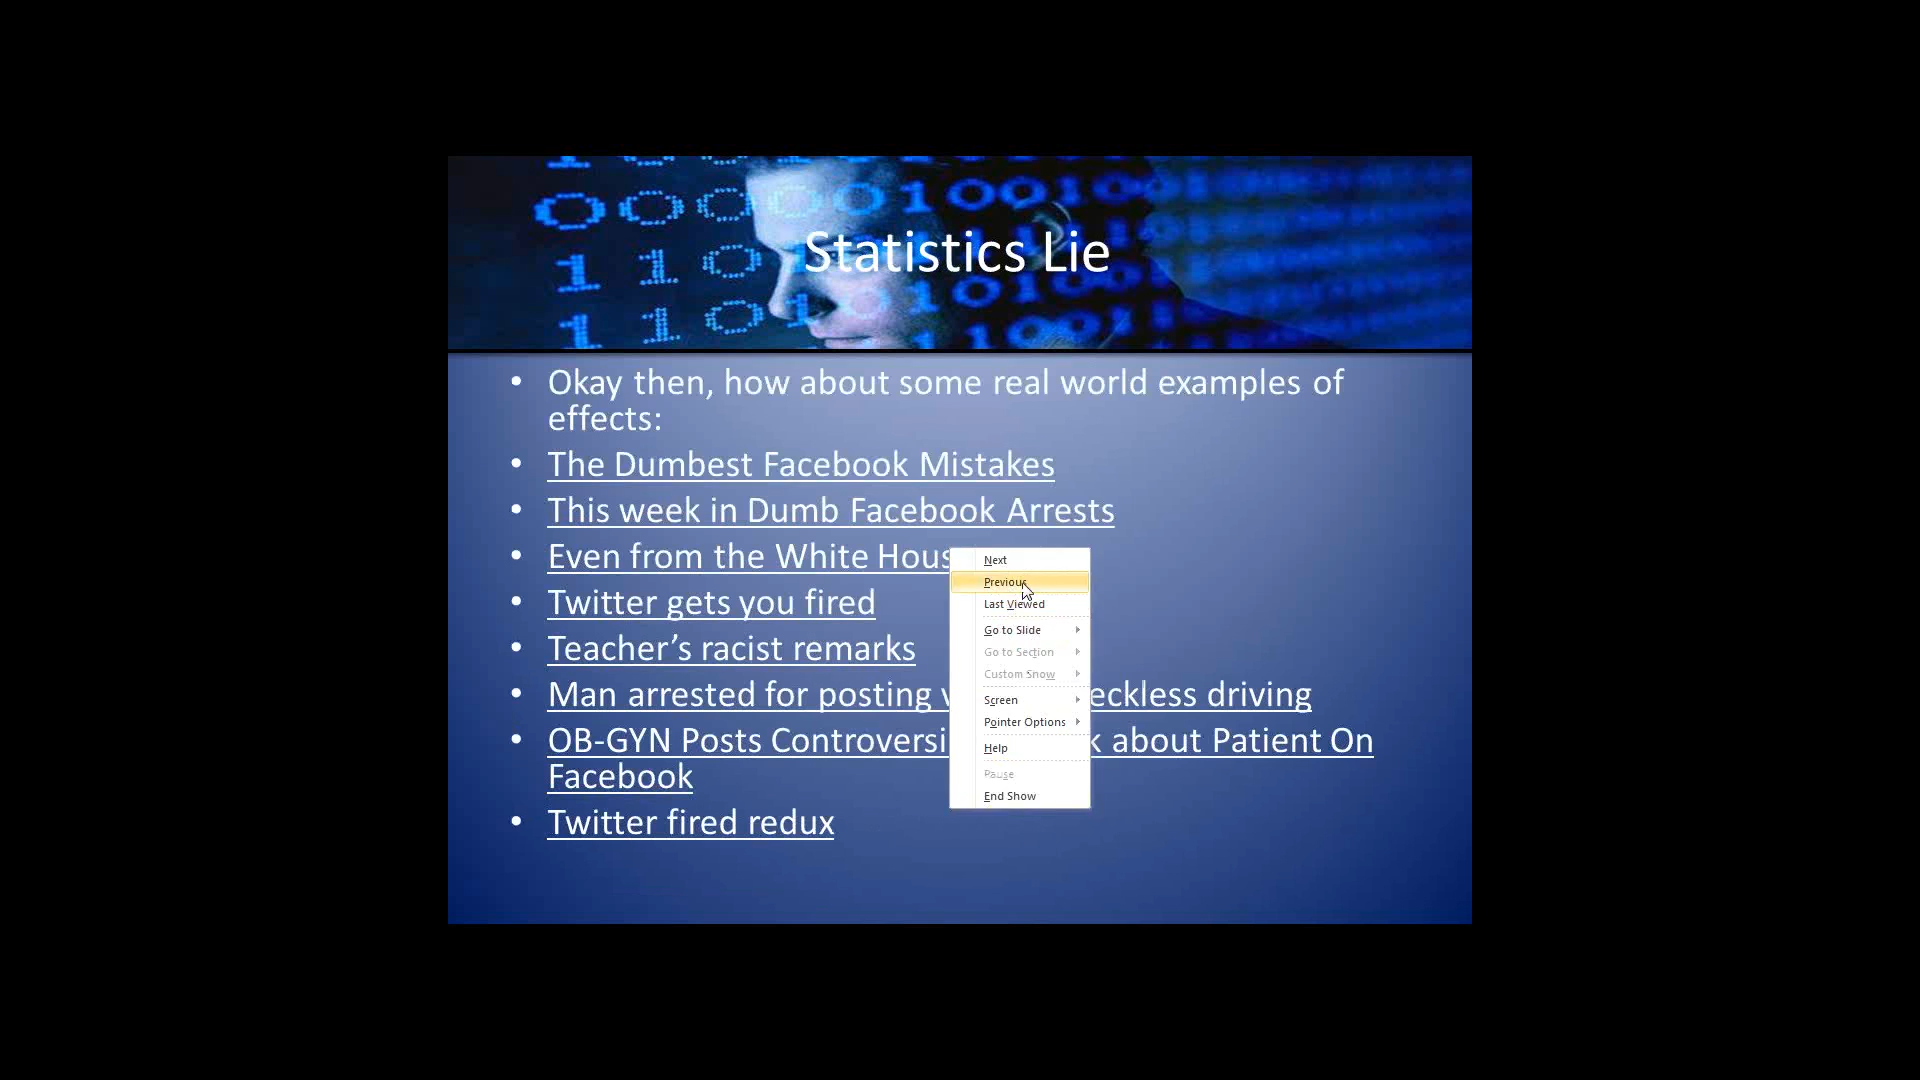 Statistics Lie
• Okay then, how about some real world examples of
effects:
• The Dumbest Facebook Mistakes
• This week in Dumb Facebook Arrests
• Even from the White
• Twitter gets you fired
• Teacher’s racist remarks
• Man arrested for posting driving
• OB-GYN Posts about Patient On
Facebook
• Twitter fired redux
Next
Previous
Last Viewed
Go to Slide
Go to Section
Custom Show
Screen
Pointer Options
Help
Pause
End Show